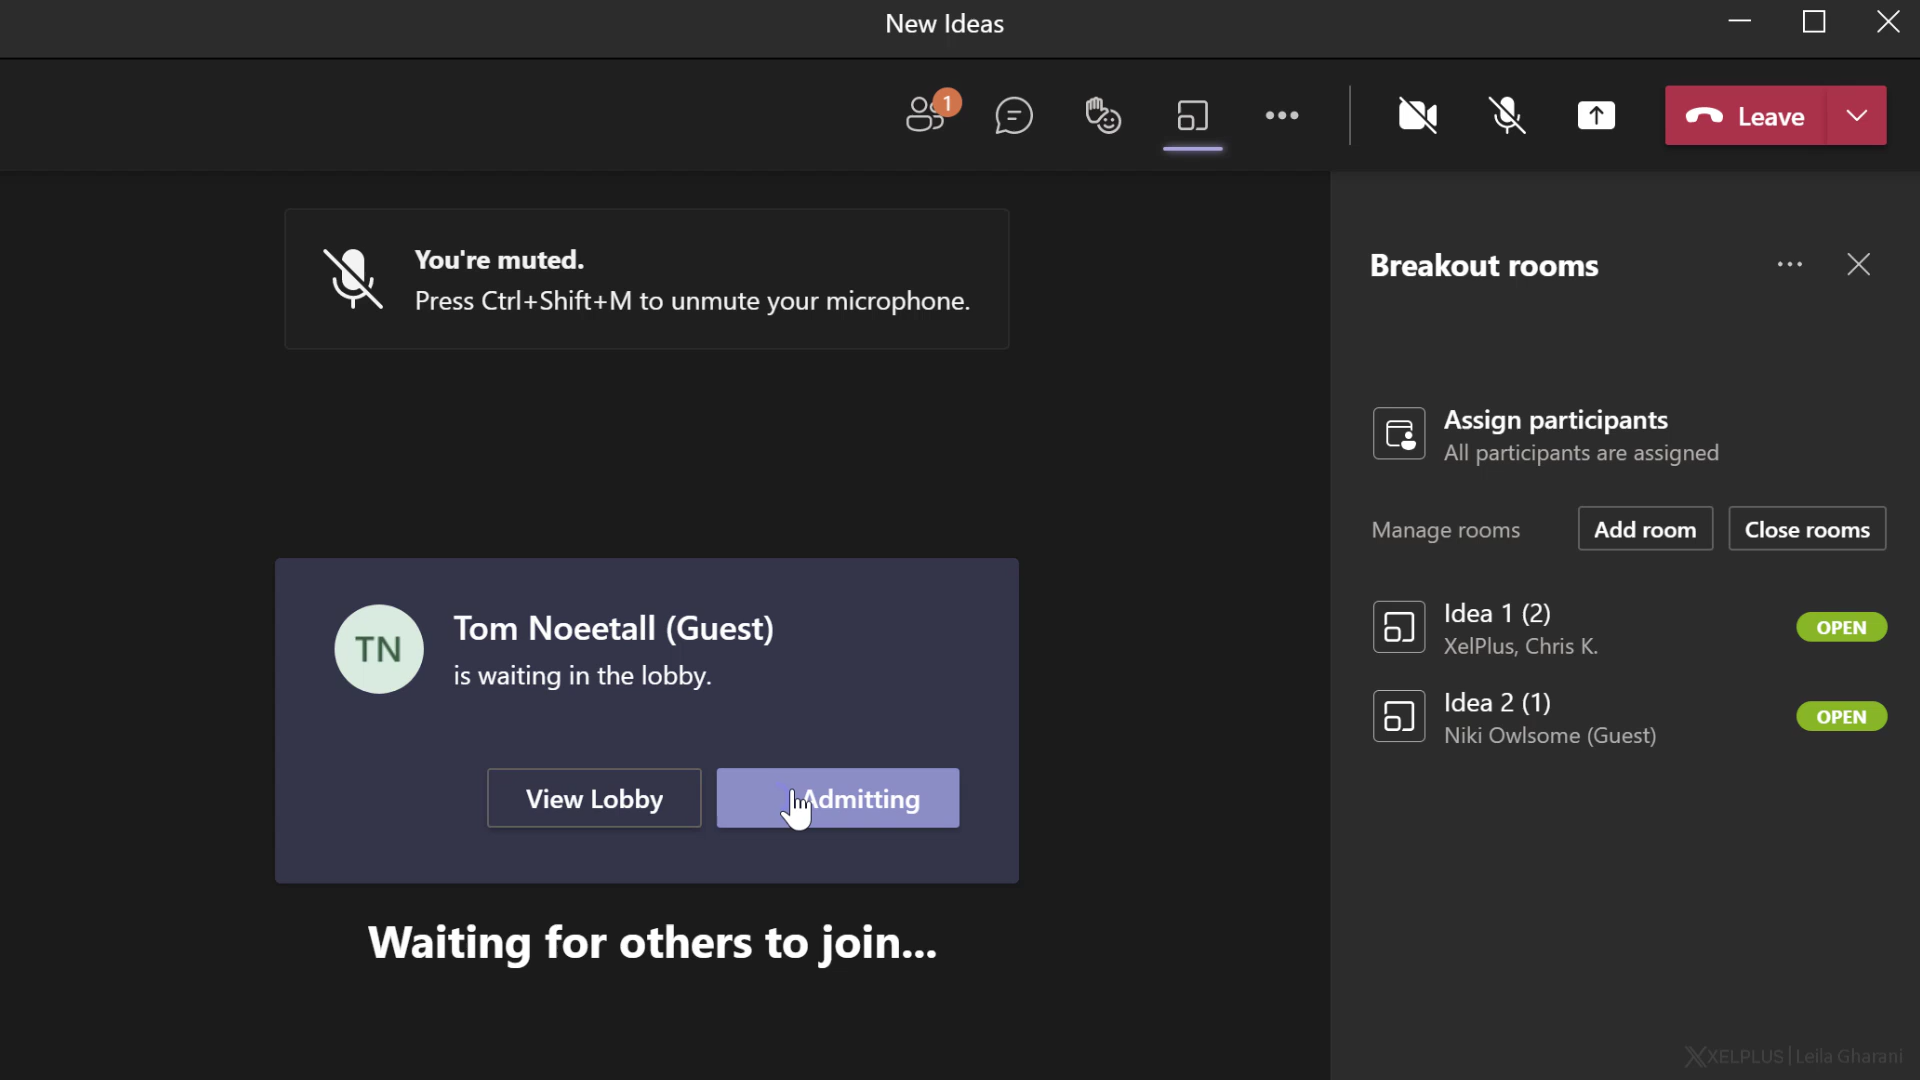 New Ideas
1
Leave
You're muted.
Press Ctrl+Shift+M to unmute your microphone.
Breakout rooms
Assign participants
All participants are assigned
Manage rooms
Add room
Close rooms
Idea 1 (2)
XelPlus, Chris K.
OPEN
Idea 2 (1)
Niki Owlsome (Guest)
OPEN
TN
Tom Noeetall (Guest)
is waiting in the lobby.
View Lobby
Admitting
Waiting for others to join...
XELPLUS | Leila Gharani